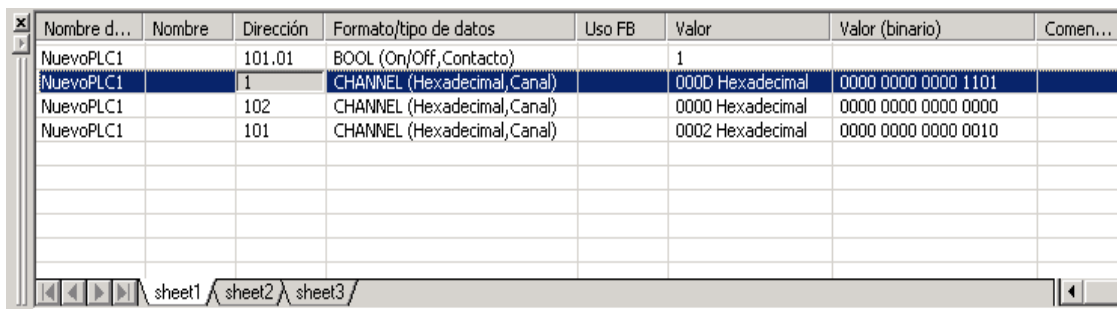 Nombre d... Nombre Dirección Formato/tipo de datos Uso FB Valor Valor (binario) Comen...
NuevoPLC1 101.01 BOOL (On/Off,Contacto) 1
NuevoPLC1 1 CHANNEL (Hexadecimal,Canal) 000D Hexadecimal 0000 0000 0000 1101
NuevoPLC1 102 CHANNEL (Hexadecimal,Canal) 0000 Hexadecimal 0000 0000 0000 0000
NuevoPLC1 101 CHANNEL (Hexadecimal,Canal) 0002 Hexadecimal 0000 0000 0000 0010
sheet1 sheet2 sheet3